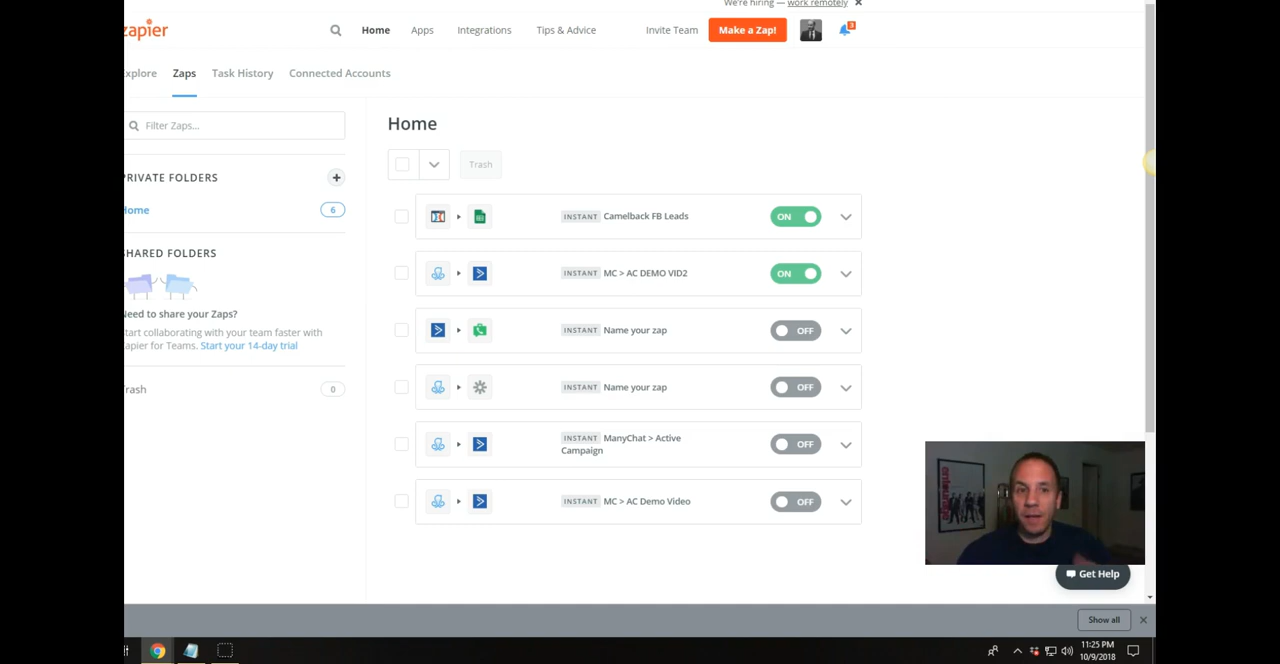 We're hiring — work remotely
zapier
Home
Apps
Integrations
Tips & Advice
Invite Team
Make a Zap!
3
xplore
Zaps
Task History
Connected Accounts
Filter Zaps...
Home
Trash
PRIVATE FOLDERS
Home
6
SHARED FOLDERS
Need to share your Zaps?
tart collaborating with your team faster with
apier for Teams. Start your 14-day trial
rash
0
INSTANT Camelback FB Leads
ON
INSTANT MC > AC DEMO VID2
ON
INSTANT Name your zap
OFF
INSTANT Name your zap
OFF
INSTANT ManyChat > Active
Campaign
OFF
INSTANT MC > AC Demo Video
OFF
entourage
Get Help
Show all
11:25 PM
10/9/2018